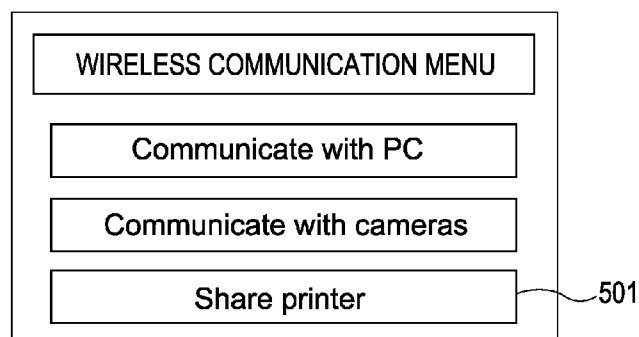 WIRELESS COMMUNICATION MENU
Communicate with PC
Communicate with cameras
Share printer
501